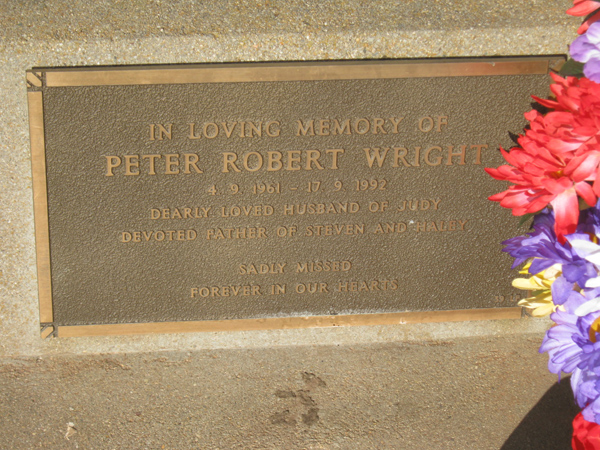 IN LOVING MEMORY OF
PETER ROBERT WRIGHT
4. 9. 1961 - 17. 9. 1992
DEARLY LOVED HUSBAND OF JUDY
DEVOTED FATHER OF STEVEN AND HALEY
SADLY MISSED
FOREVER IN OUR HEARTS